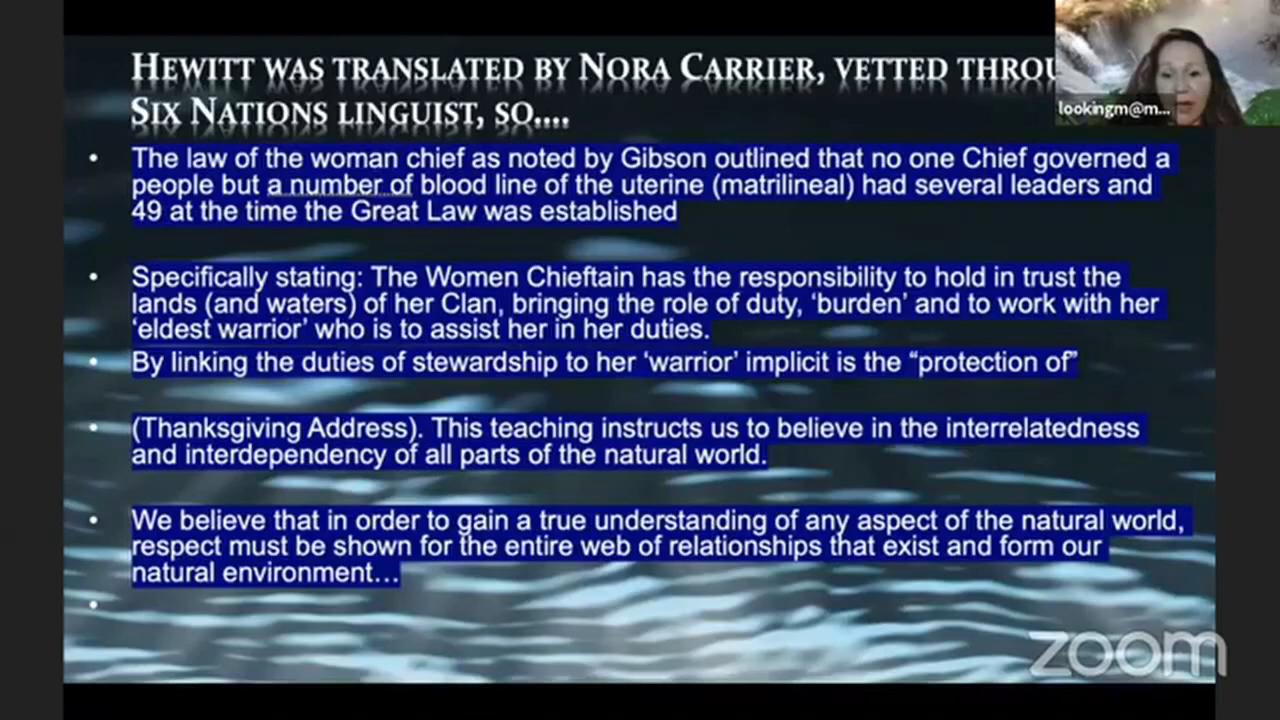 HEWITT WAS TRANSLATED BY NORA CARRIER, VETTED THROU
SIX NATIONS LINGUIST, SO....
lookingm@m...
• The law of the woman chief as noted by Gibson outlined that no one Chief governed a
people but a number of blood line of the uterine (matrilineal) had several leaders and
49 at the time the Great Law was established
• Specifically stating: The Women Chieftain has the responsibility to hold in trust the
lands (and waters) of her Clan, bringing the role of duty, ‘burden’ and to work with her
‘eldest warrior’ who is to assist her in her duties.
• By linking the duties of stewardship to her ‘warrior’ implicit is the “protection of”
• (Thanksgiving Address). This teaching instructs us to believe in the interrelatedness
and interdependency of all parts of the natural world.
• We believe that in order to gain a true understanding of any aspect of the natural world,
respect must be shown for the entire web of relationships that exist and form our
natural environment…
•
zoom